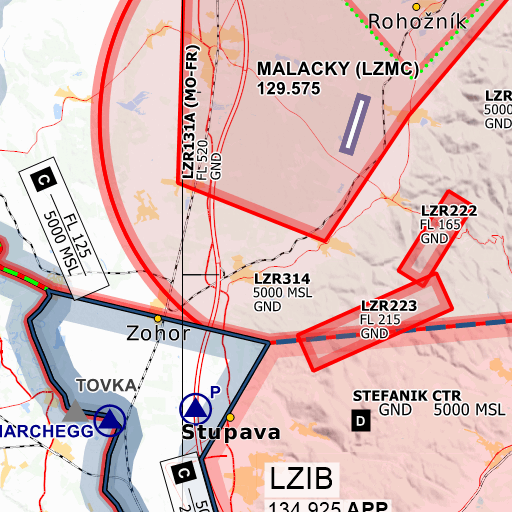 Rohožník
MALACKY (LZMC)
129.575
LZR131A (MO-FR)
FL 520
GND
LZR
5000
GND
C
FL 125
5000 MSL
LZR222
FL 165
GND
LZR314
5000 MSL
GND
LZR223
FL 215
GND
Zohor
TOVKA
MARCHEGG
P
Stupava
STEFANIK CTR
D
GND 5000 MSL
C
LZIB
134.925 APP